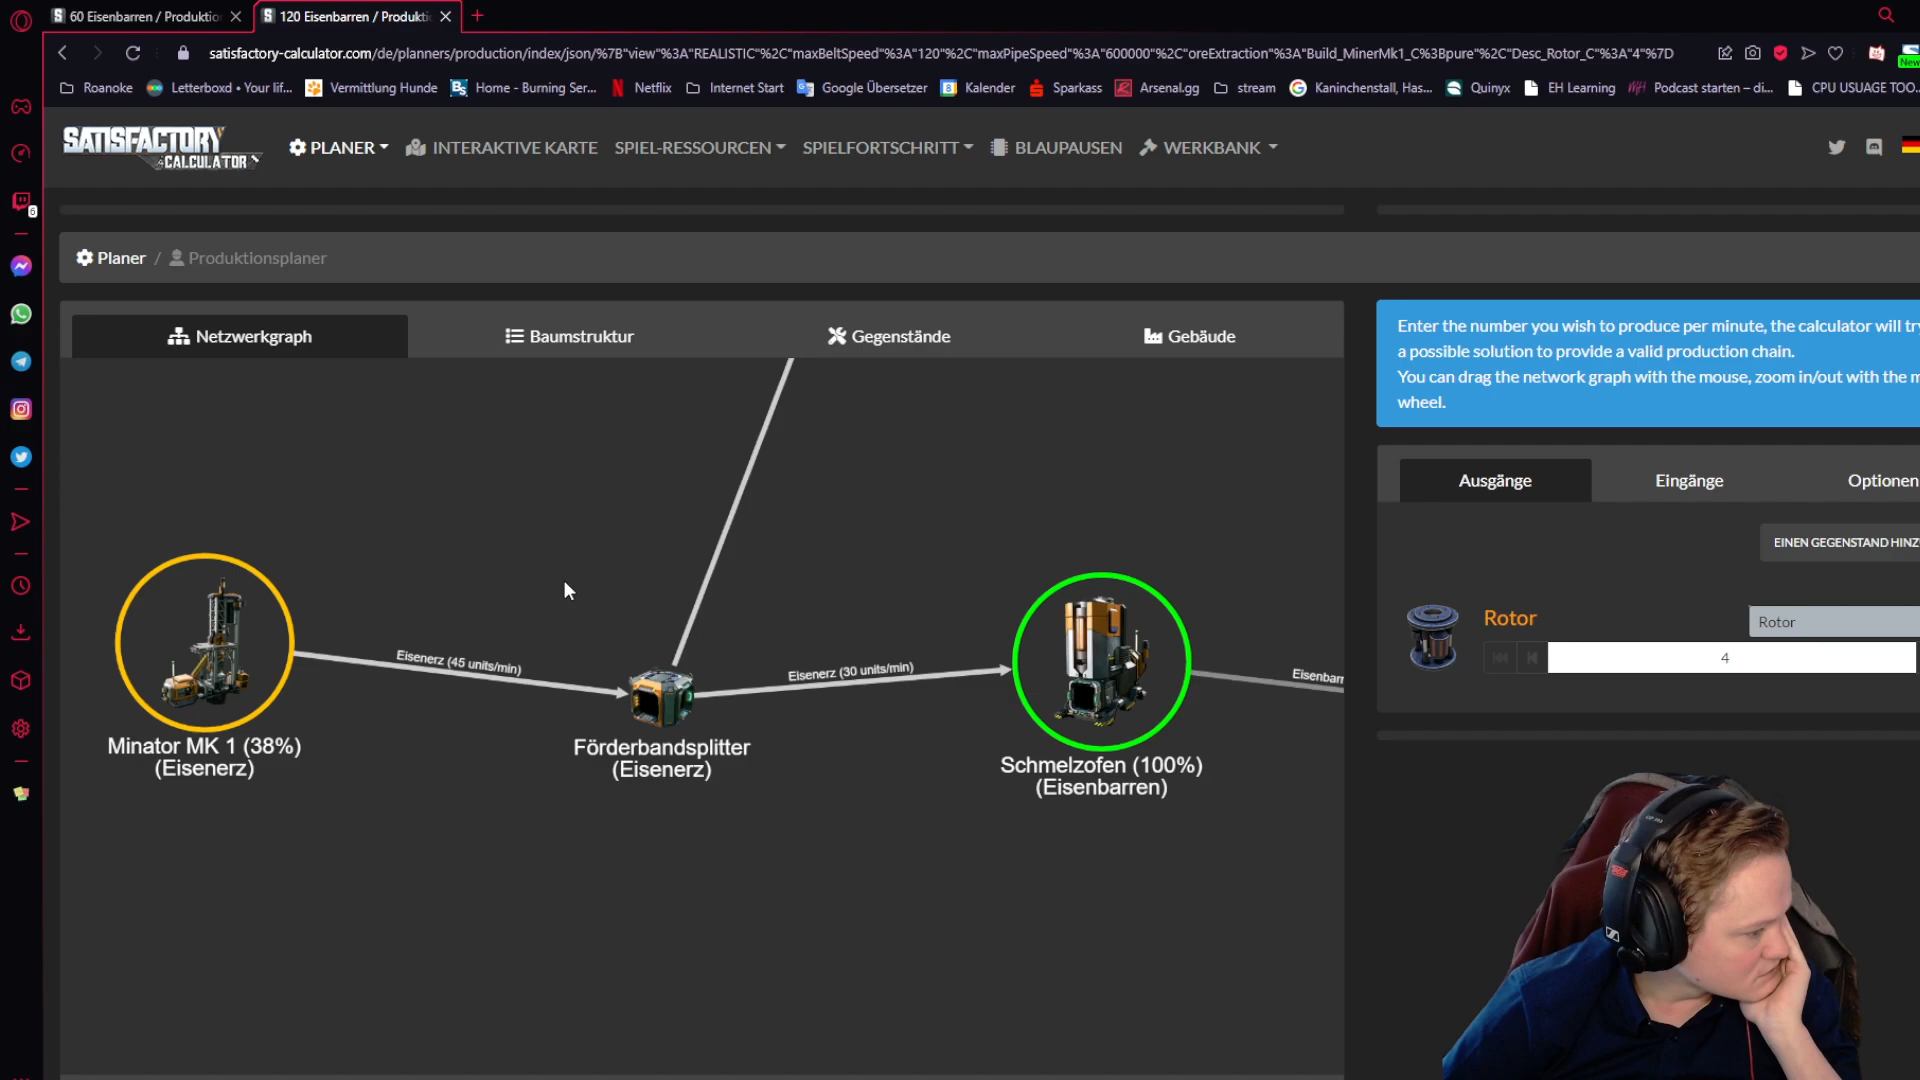 60 Eisenbarren / Produktio
120 Eisenbarren / Produkti
satisfactory-calculator.com/de/planners/production/index/json/%7B"view"%3A"REALISTIC"%2C"maxBeltSpeed"%3A"120"%2C"maxPipeSpeed"%3A"600000"%2C"oreExtraction"%3A"Build_MinerMk1_C%3Bpure"%2C"Desc_Rotor_C"%3A"4"%7D
New
Roanoke
Letterboxd • Your lif...
Vermittlung Hunde
Home - Burning Ser...
Netflix
Internet Start
Google Übersetzer
Kalender
Sparkasse
Arsenal.gg
stream
Kaninchenstall, Has...
Quinyx
EH Learning
Podcast starten – di...
CPU USUAGE TOO...
SATISFACTORY
CALCULATOR
PLANER
INTERAKTIVE KARTE
SPIEL-RESSOURCEN
SPIELFORTSCHRITT
BLAUPAUSEN
WERKBANK
6
Planer / Produktionsplaner
Netzwerkgraph
Baumstruktur
Gegenstände
Gebäude
Enter the number you wish to produce per minute, the calculator will try
a possible solution to provide a valid production chain.
You can drag the network graph with the mouse, zoom in/out with the m
wheel.
Ausgänge
Eingänge
Optionen
EINEN GEGENSTAND HINZ
Rotor
Rotor
4
Eisenerz (45 units/min)
Eisenerz (30 units/min)
Eisenbarr
Minator MK 1 (38%)
(Eisenerz)
Förderbandsplitter
(Eisenerz)
Schmelzofen (100%)
(Eisenbarren)